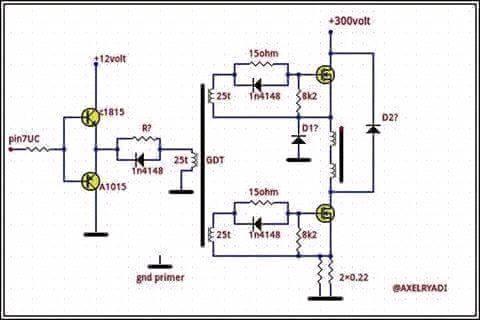 +300volt
15ohm
+12volt
1n4148
25t
8k2
c1815
D1?
D2?
pin7UC
R?
25t
GDT
1n4148
A1015
15ohm
1n4148
25t
8k2
gnd primer
2×0.22
@AXELRYADI